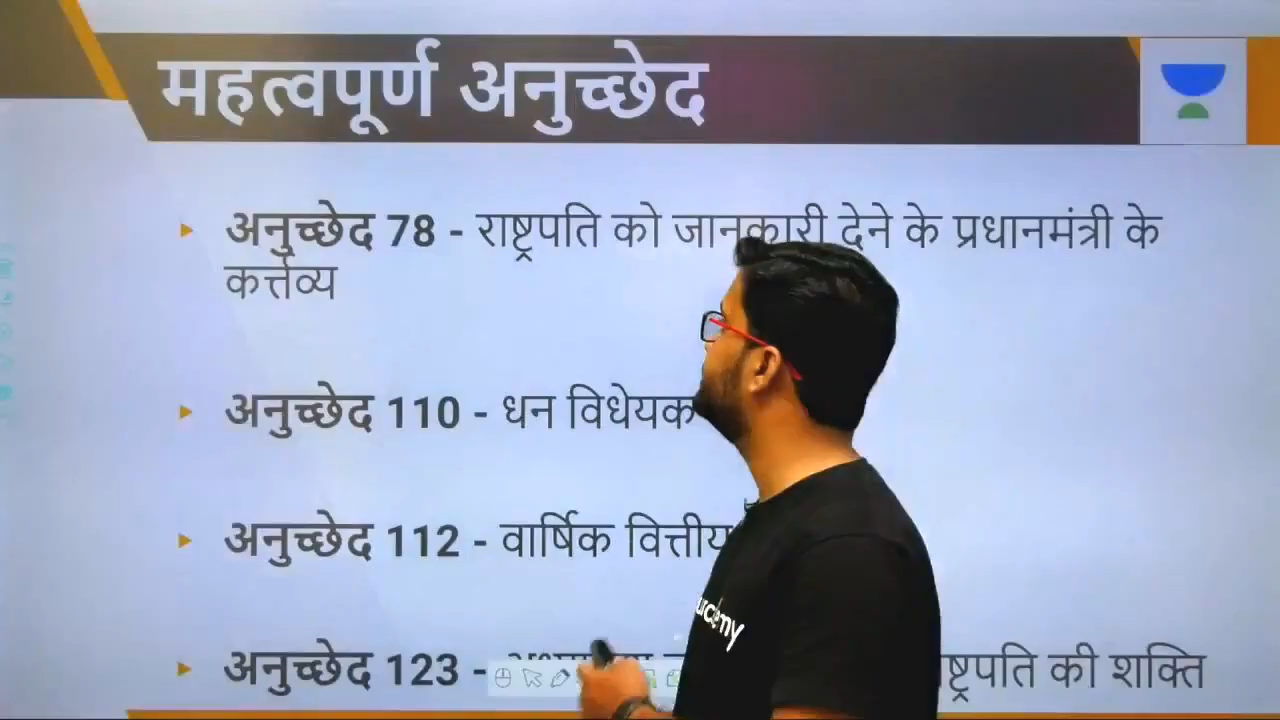 महत्वपूर्ण अनुच्छेद
अनुच्छेद 78 - राष्ट्रपति को जानकारी देने के प्रधानमंत्री के
कर्त्तव्य
अनुच्छेद 110 - धन विधेयक
अनुच्छेद 112 - वार्षिक वित्तीय
अनुच्छेद 123 - की शक्ति